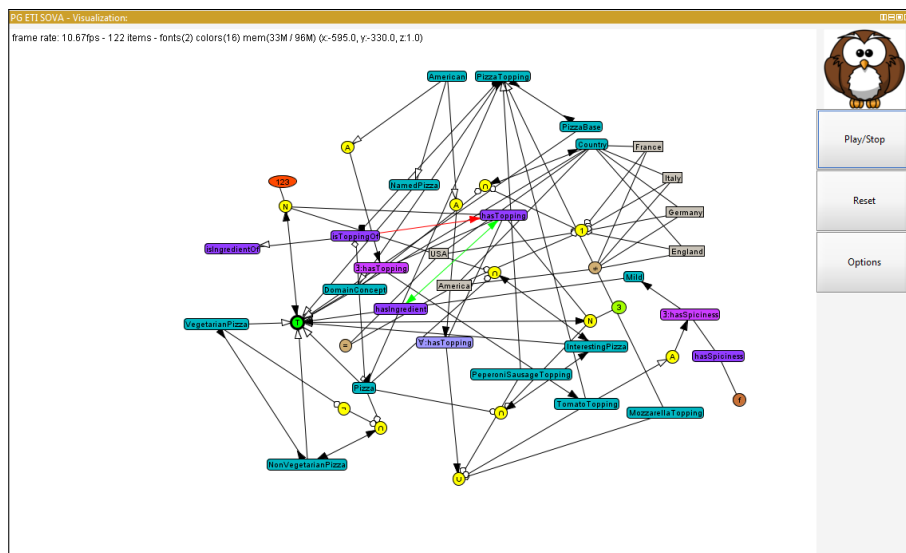 PG ETI SOVA - Visualization:
frame rate: 10.67fps - 122 items - fonts(2) colors(16) mem(33M / 96M) (x:-595.0, y:-330.0, z:1.0)
American
PizzaTopping
PizzaBase
Play/Stop
A
Country
France
123
NamedPizza
∩
Italy
N
A
Reset
hasTopping
Germany
isToppingOf
1
isIngredientOf
USA
England
3:hasTopping
≠
Options
∩
Mild
DomainConcept
America
hasIngredient
3
3:hasSpiciness
VegetarianPizza
T
N
=
∀:hasTopping
InterestingPizza
A
hasSpiciness
PeperoniSausageTopping
Pizza
f
¬
∩
TomatoTopping
MozzarellaTopping
∩
NonVegetarianPizza
∪